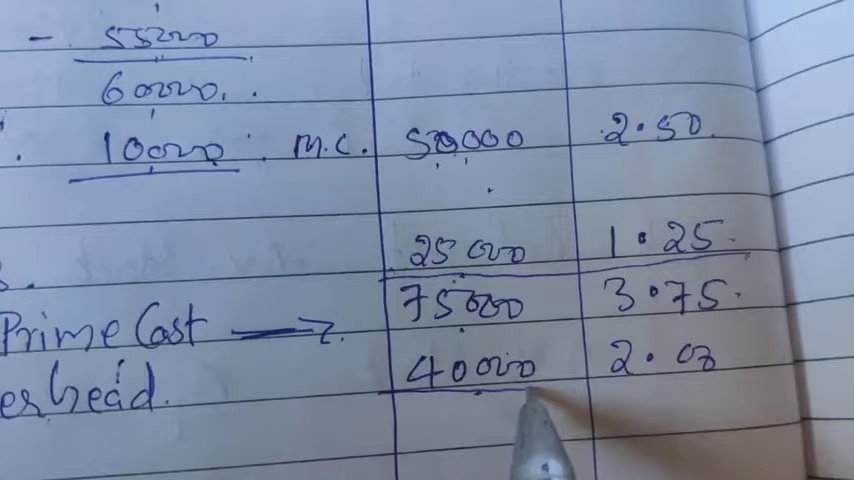 - 55000
60000.
10000 M.C. 50000 2.50.
25000 1.25.
s. 75000 3.75.
Prime Cost
erhead. 40000 2.00